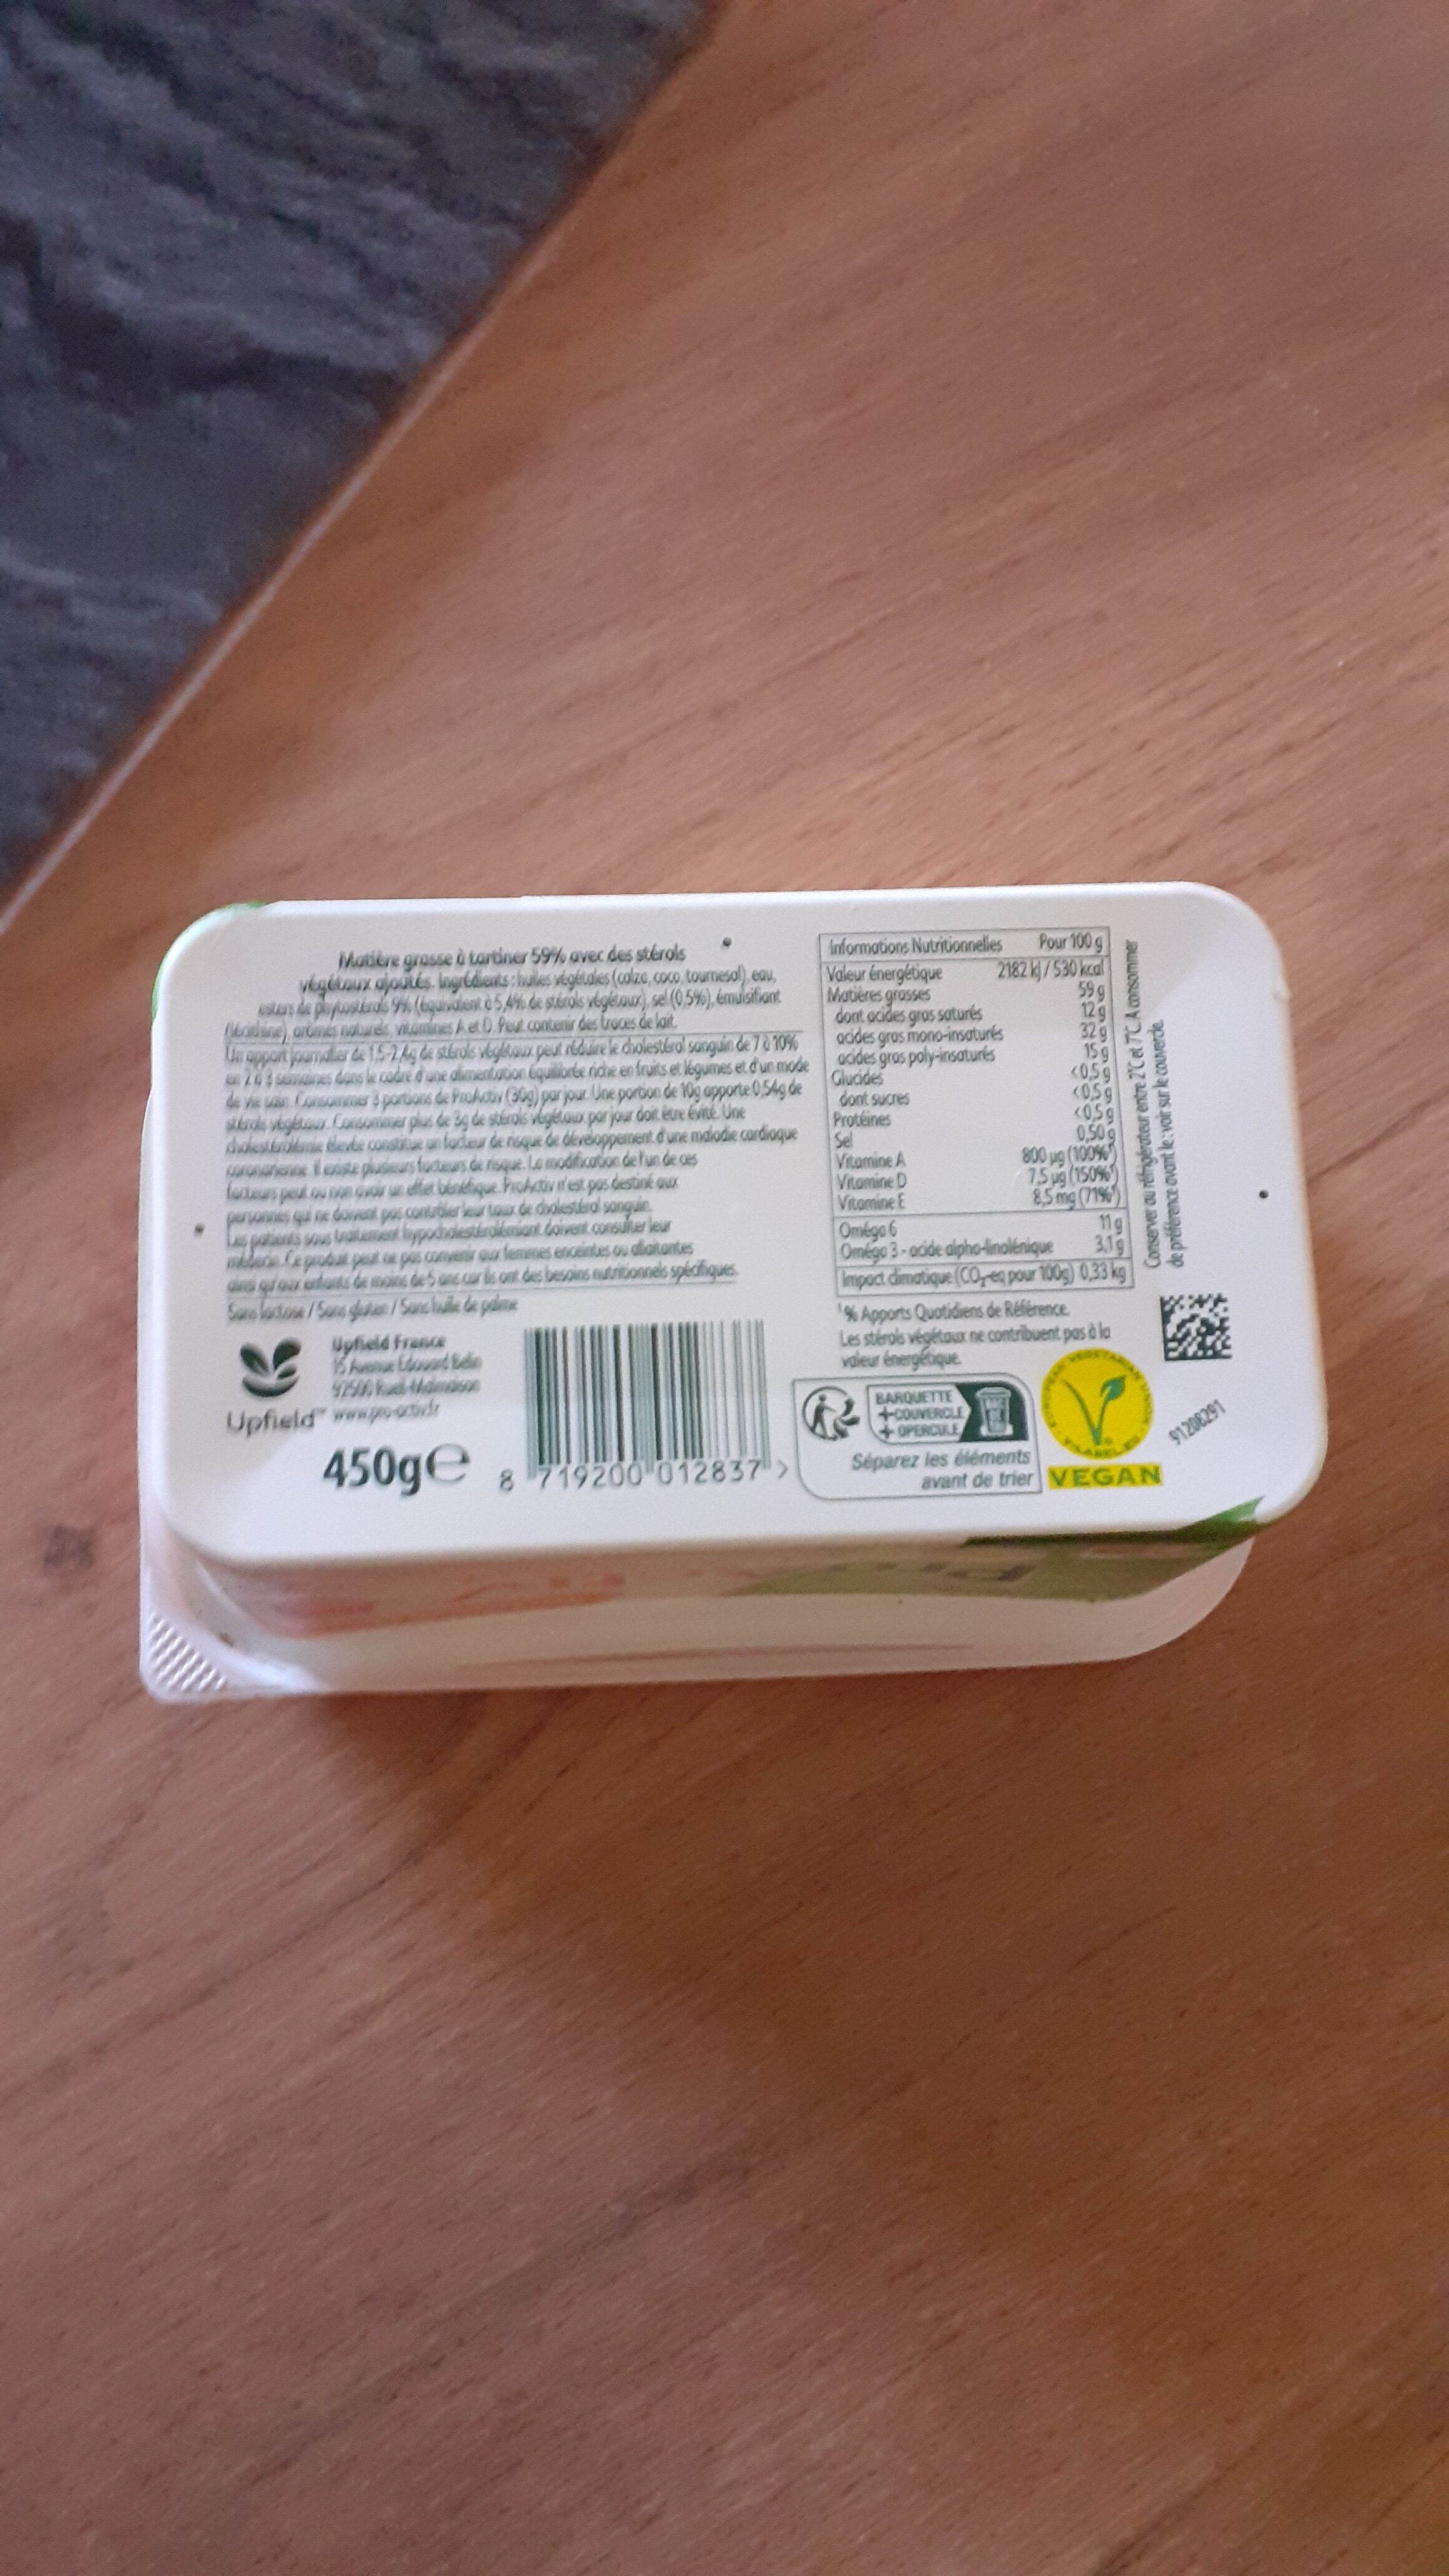 Matière grasse à tartiner 59% avec des stérols
végétaux ajoutés. Ingrédients : huiles végétales (colza, coco, tournesol), eau,
esters de phytostérols 9% (équivalent à 5,4% de stérols végétaux), sel (0,5%), émulsifiant
(lécithine), arômes naturels, vitamines A et D. Peut contenir des traces de lait.
Un apport journalier de 1,5-2,4g de stérols végétaux peut réduire le cholestérol sanguin de 7 à 10%
en 2 à 3 semaines dans le cadre d'une alimentation équilibrée riche en fruits et légumes et d'un mode
de vie sain. Consommer 3 portions de ProActiv (30g) par jour. Une portion de 10g apporte 0,54g de
stérols végétaux. Consommer plus de 3g de stérols végétaux par jour doit être évité. Une
cholestérolémie élevée constitue un facteur de risque de développement d'une maladie cardiaque
coronarienne. Il existe plusieurs facteurs de risque. La modification de l'un de ces
facteurs peut ou non avoir un effet bénéfique. ProActiv n'est pas destiné aux
personnes qui ne doivent pas contrôler leur taux de cholestérol sanguin.
Les patients sous traitement hypocholestérolémiant doivent consulter leur
médecin. Ce produit peut ne pas convenir aux femmes enceintes ou allaitantes
ainsi qu'aux enfants de moins de 5 ans car ils ont des besoins nutritionnels spécifiques.
Sans lactose / Sans gluten / Sans huile de palme
Upfield France
15 Avenue Edouard Belin
92500 Rueil-Malmaison
www.pro-activ.fr
Upfield™
450g℮
8 719200 012837 >
Informations Nutritionnelles Pour 100 g
Valeur énergétique 2182 kJ / 530 kcal
Matières grasses 59 g
dont acides gras saturés 12 g
acides gras mono-insaturés 32 g
acides gras poly-insaturés 15 g
Glucides <0,5 g
dont sucres <0,5 g
Protéines <0,5 g
Sel 0,50 g
Vitamine A 800 µg (100%¹)
Vitamine D 7,5 µg (150%¹)
Vitamine E 8,5 mg (71%¹)
Oméga 6 11 g
Oméga 3 - acide alpha-linolénique 3,1 g
Impact climatique (CO₂-eq pour 100g) 0,33 kg
¹% Apports Quotidiens de Référence.
Les stérols végétaux ne contribuent pas à la
valeur énergétique.
Conserver au réfrigérateur entre 2°C et 7°C. A consommer
de préférence avant le : voir sur le couvercle.
BARQUETTE
+COUVERCLE
+ OPERCULE
Séparez les éléments
avant de trier
EUROPEAN VEGETARIAN UNION
V-LABEL.EU
VEGAN
91206291